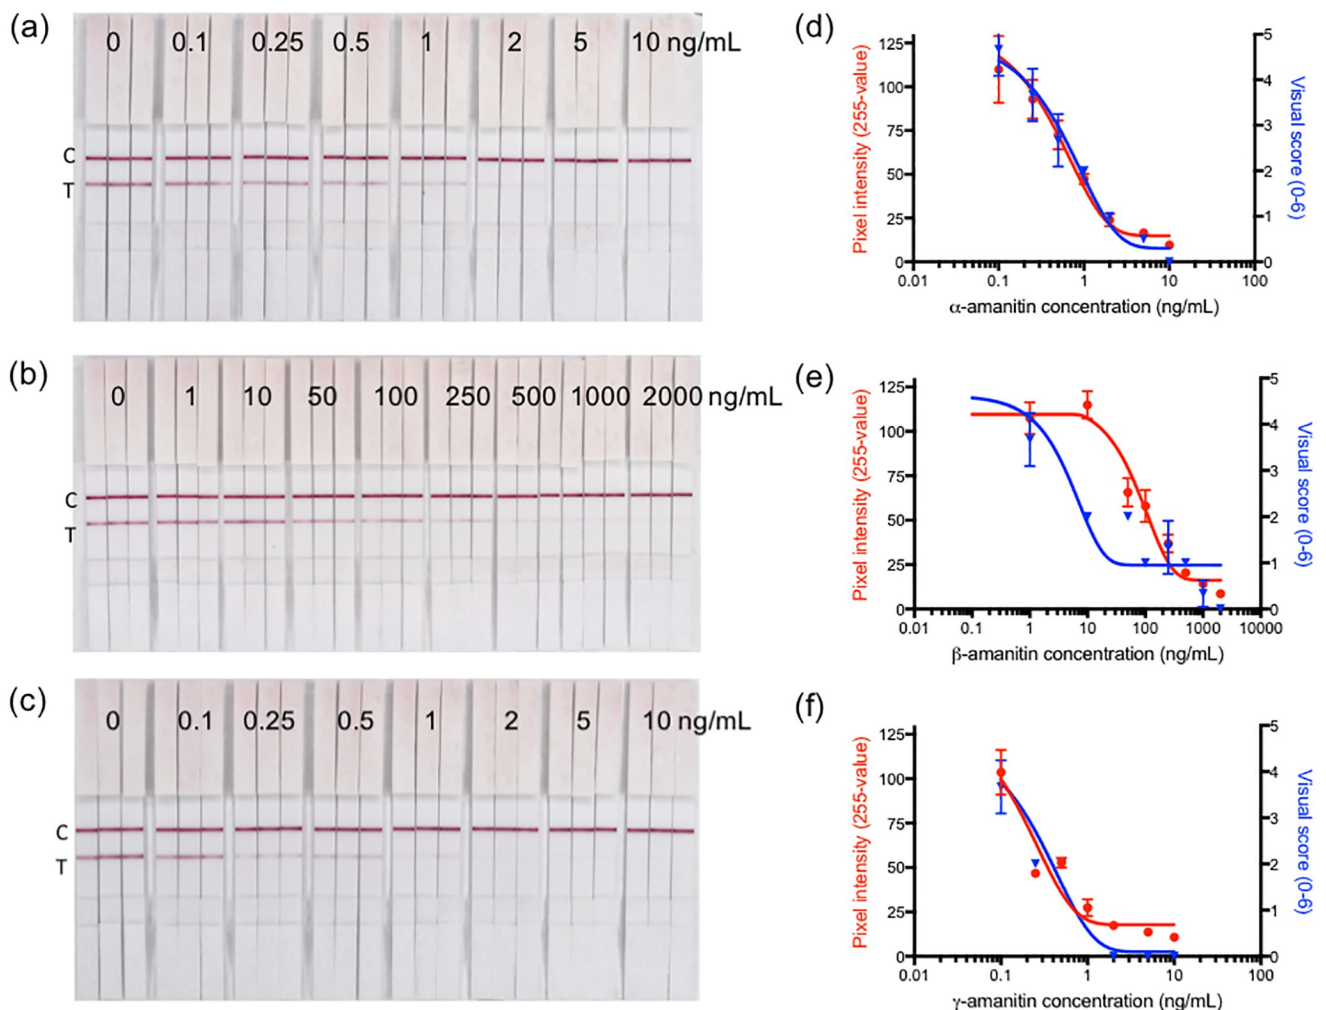 (a)
0 0.1 0.25 0.5 1 2 5 10 ng/mL
C
T
(d)
Pixel intensity (255-value)
125
100
75
50
25
0
5
4
3
2
1
0
Visual score (0-6)
0.01 0.1 1 10 100
α-amanitin concentration (ng/mL)
(b)
0 1 10 50 100 250 500 1000 2000 ng/mL
C
T
(e)
Pixel intensity (255-value)
125
100
75
50
25
0
5
4
3
2
1
0
Visual score (0-6)
0.01 0.1 1 10 100 1000 10000
β-amanitin concentration (ng/mL)
(c)
0 0.1 0.25 0.5 1 2 5 10 ng/mL
C
T
(f)
Pixel intensity (255-value)
125
100
75
50
25
0
5
4
3
2
1
0
Visual score (0-6)
0.01 0.1 1 10 100
γ-amanitin concentration (ng/mL)